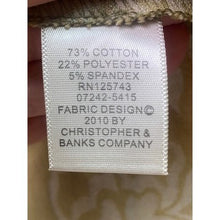 73% COTTON
22% POLYESTER
5% SPANDEX
RN125743
07242-5415
FABRIC DESIGN©
2010 BY
CHRISTOPHER &
BANKS COMPANY